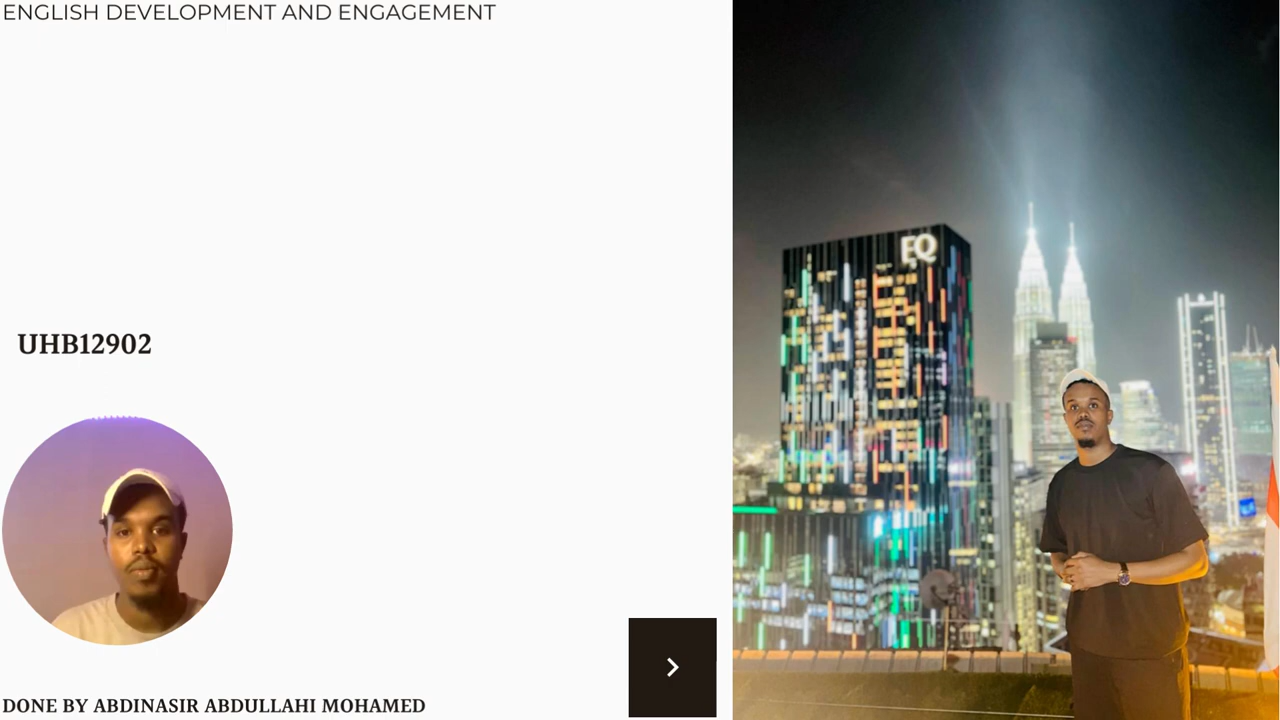 ENGLISH DEVELOPMENT AND ENGAGEMENT
EQ
UHB12902
DONE BY ABDINASIR ABDULLAHI MOHAMED